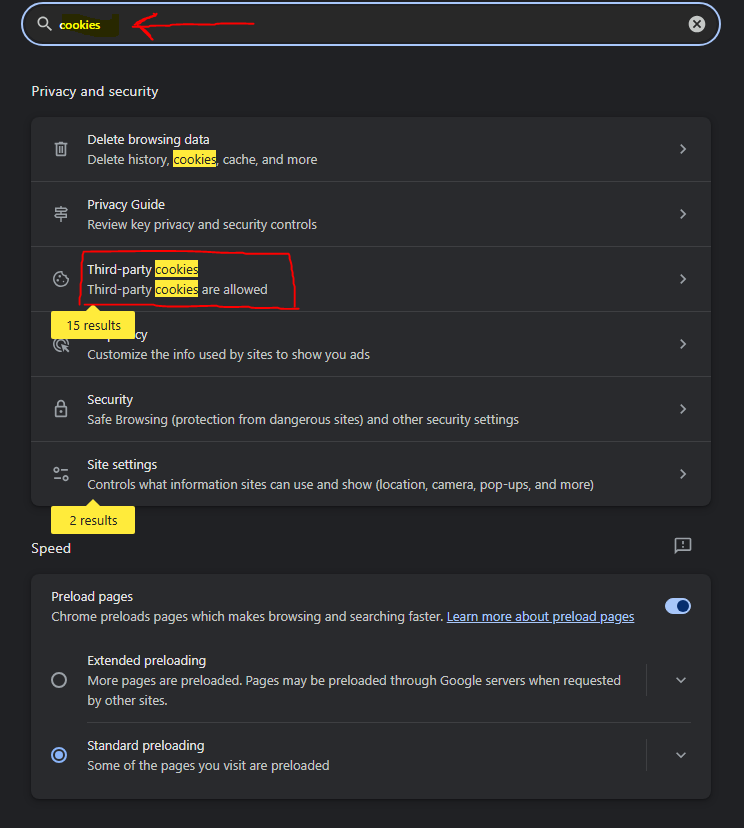 cookies
Privacy and security
Delete browsing data
Delete history, cookies, cache, and more
Privacy Guide
Review key privacy and security controls
Third-party cookies
Third-party cookies are allowed
15 results
Customize the info used by sites to show you ads
Security
Safe Browsing (protection from dangerous sites) and other security settings
Site settings
Controls what information sites can use and show (location, camera, pop-ups, and more)
2 results
Speed
Preload pages
Chrome preloads pages which makes browsing and searching faster. Learn more about preload pages
Extended preloading
More pages are preloaded. Pages may be preloaded through Google servers when requested
by other sites.
Standard preloading
Some of the pages you visit are preloaded